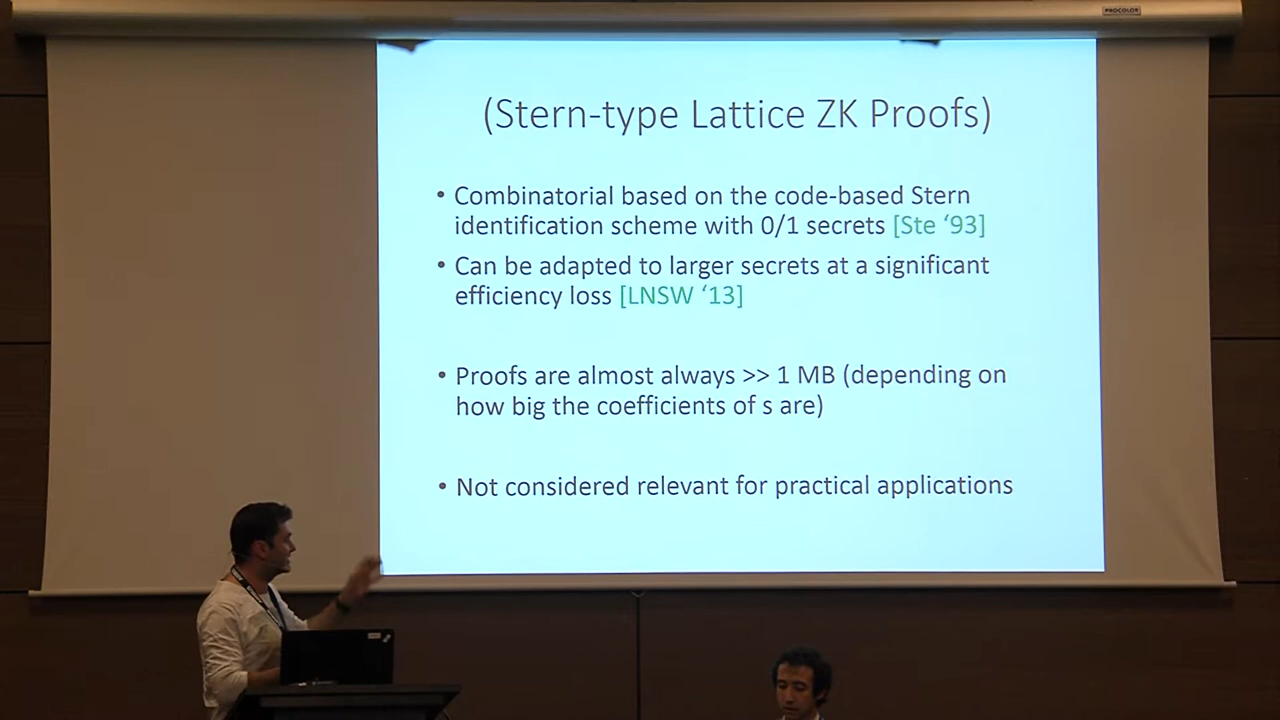 PROCOLOR
(Stern-type Lattice ZK Proofs)
• Combinatorial based on the code-based Stern
identification scheme with 0/1 secrets [Ste ‘93]
• Can be adapted to larger secrets at a significant
efficiency loss [LNSW ‘13]
• Proofs are almost always >> 1 MB (depending on
how big the coefficients of s are)
• Not considered relevant for practical applications